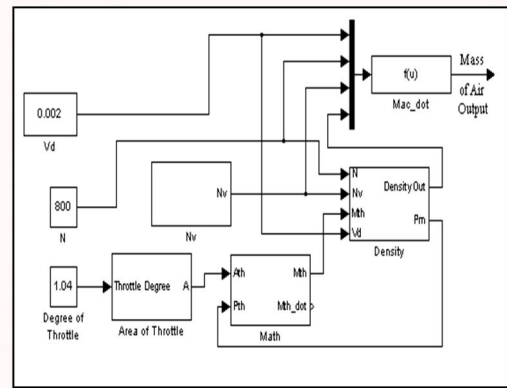 0.002
Vd
800
N
1.04
Degree of
Throttle
Throttle Degree
A
Area of Throttle
Nv
Nv
Ath
Pth
Mth
Mth_dot
Math
N
Nv
Mth
Vd
Density Out
Pm
Density
f(u)
Mac_dot
Mass
of Air
Output